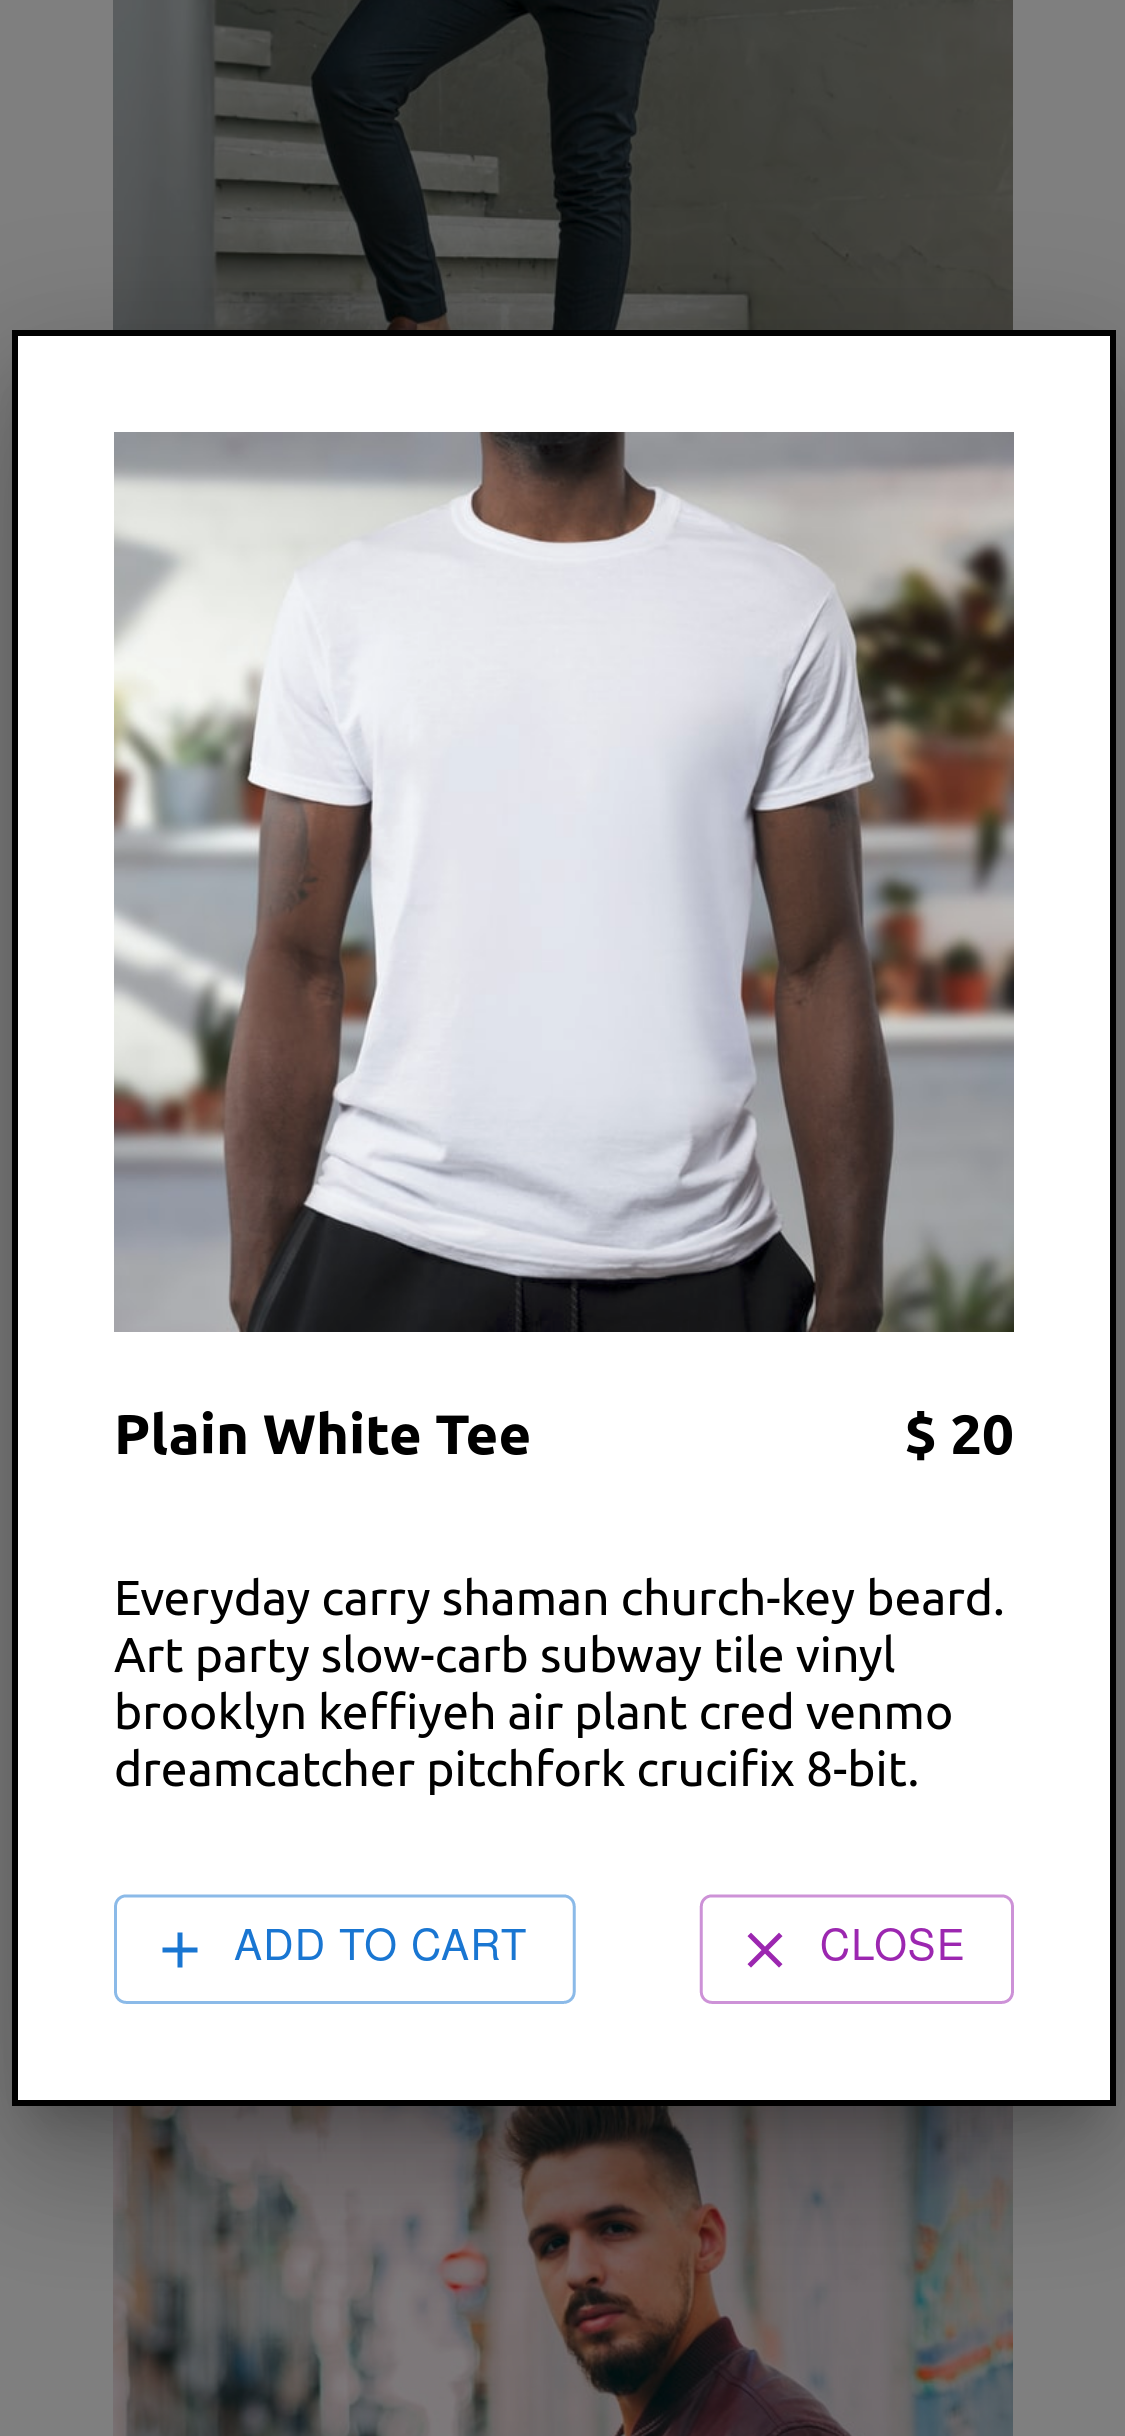 Plain White Tee $ 20
Everyday carry shaman church-key beard.
Art party slow-carb subway tile vinyl
brooklyn keffiyeh air plant cred venmo
dreamcatcher pitchfork crucifix 8-bit.
ADD TO CART CLOSE